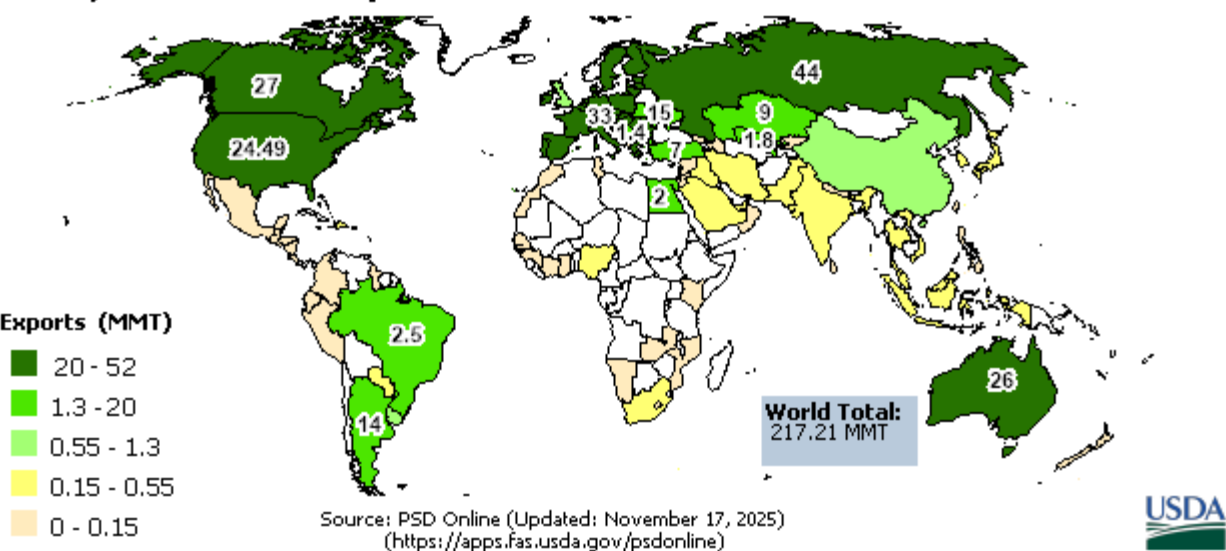 27
44
33
15
9
1.4
1.8
24.49
7
2
2.5
14
26
Exports (MMT)
20 - 52
1.3 -20
0.55 - 1.3
0.15 - 0.55
0 - 0.15
World Total:
217.21 MMT
Source: PSD Online (Updated: November 17, 2025)
(https://apps.fas.usda.gov/psdonline)
USDA